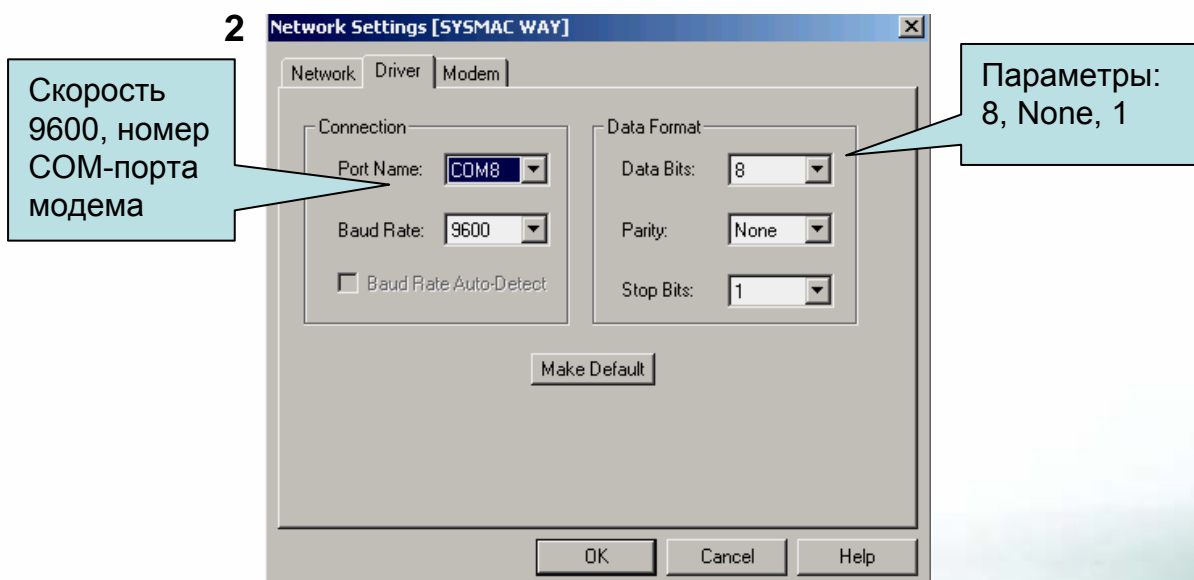 2
Network Settings [SYSMAC WAY]
Скорость
9600, номер
COM-порта
модема
Параметры:
8, None, 1
Network Driver Modem
Connection
Port Name: COM8
Baud Rate: 9600
Baud Rate Auto-Detect
Data Format
Data Bits: 8
Parity: None
Stop Bits: 1
Make Default
OK Cancel Help